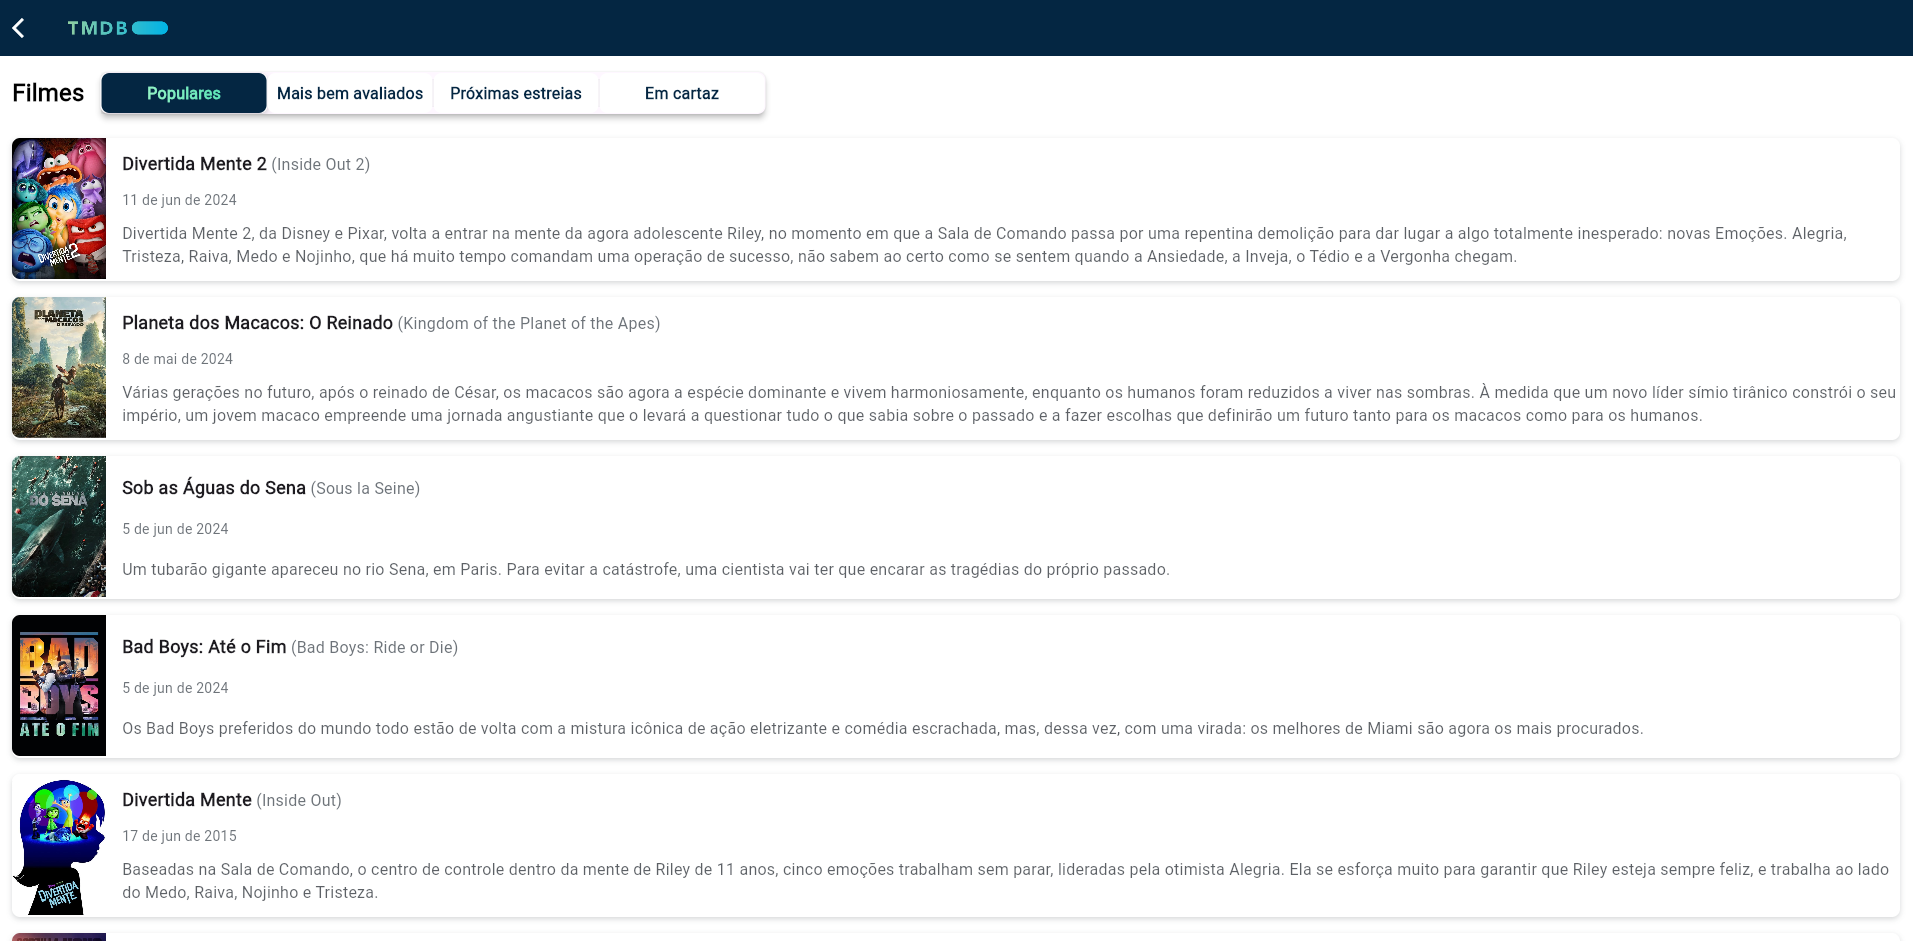 TMDB
Filmes
Populares
Mais bem avaliados
Próximas estreias
Em cartaz
DIVERTIDA
MENTE 2
Divertida Mente 2 (Inside Out 2)
11 de jun de 2024
Divertida Mente 2, da Disney e Pixar, volta a entrar na mente da agora adolescente Riley, no momento em que a Sala de Comando passa por uma repentina demolição para dar lugar a algo totalmente inesperado: novas Emoções. Alegria,
Tristeza, Raiva, Medo e Nojinho, que há muito tempo comandam uma operação de sucesso, não sabem ao certo como se sentem quando a Ansiedade, a Inveja, o Tédio e a Vergonha chegam.
PLANETA
DOS MACACOS
O REINADO
Planeta dos Macacos: O Reinado (Kingdom of the Planet of the Apes)
8 de mai de 2024
Várias gerações no futuro, após o reinado de César, os macacos são agora a espécie dominante e vivem harmoniosamente, enquanto os humanos foram reduzidos a viver nas sombras. À medida que um novo líder símio tirânico constrói o seu
império, um jovem macaco empreende uma jornada angustiante que o levará a questionar tudo o que sabia sobre o passado e a fazer escolhas que definirão um futuro tanto para os macacos como para os humanos.
DO SENA
Sob as Águas do Sena (Sous la Seine)
5 de jun de 2024
Um tubarão gigante apareceu no rio Sena, em Paris. Para evitar a catástrofe, uma cientista vai ter que encarar as tragédias do próprio passado.
BAD
BOYS
ATÉ O FIM
Bad Boys: Até o Fim (Bad Boys: Ride or Die)
5 de jun de 2024
Os Bad Boys preferidos do mundo todo estão de volta com a mistura icônica de ação eletrizante e comédia escrachada, mas, dessa vez, com uma virada: os melhores de Miami são agora os mais procurados.
DIVERTIDA
MENTE
Divertida Mente (Inside Out)
17 de jun de 2015
Baseadas na Sala de Comando, o centro de controle dentro da mente de Riley de 11 anos, cinco emoções trabalham sem parar, lideradas pela otimista Alegria. Ela se esforça muito para garantir que Riley esteja sempre feliz, e trabalha ao lado
do Medo, Raiva, Nojinho e Tristeza.